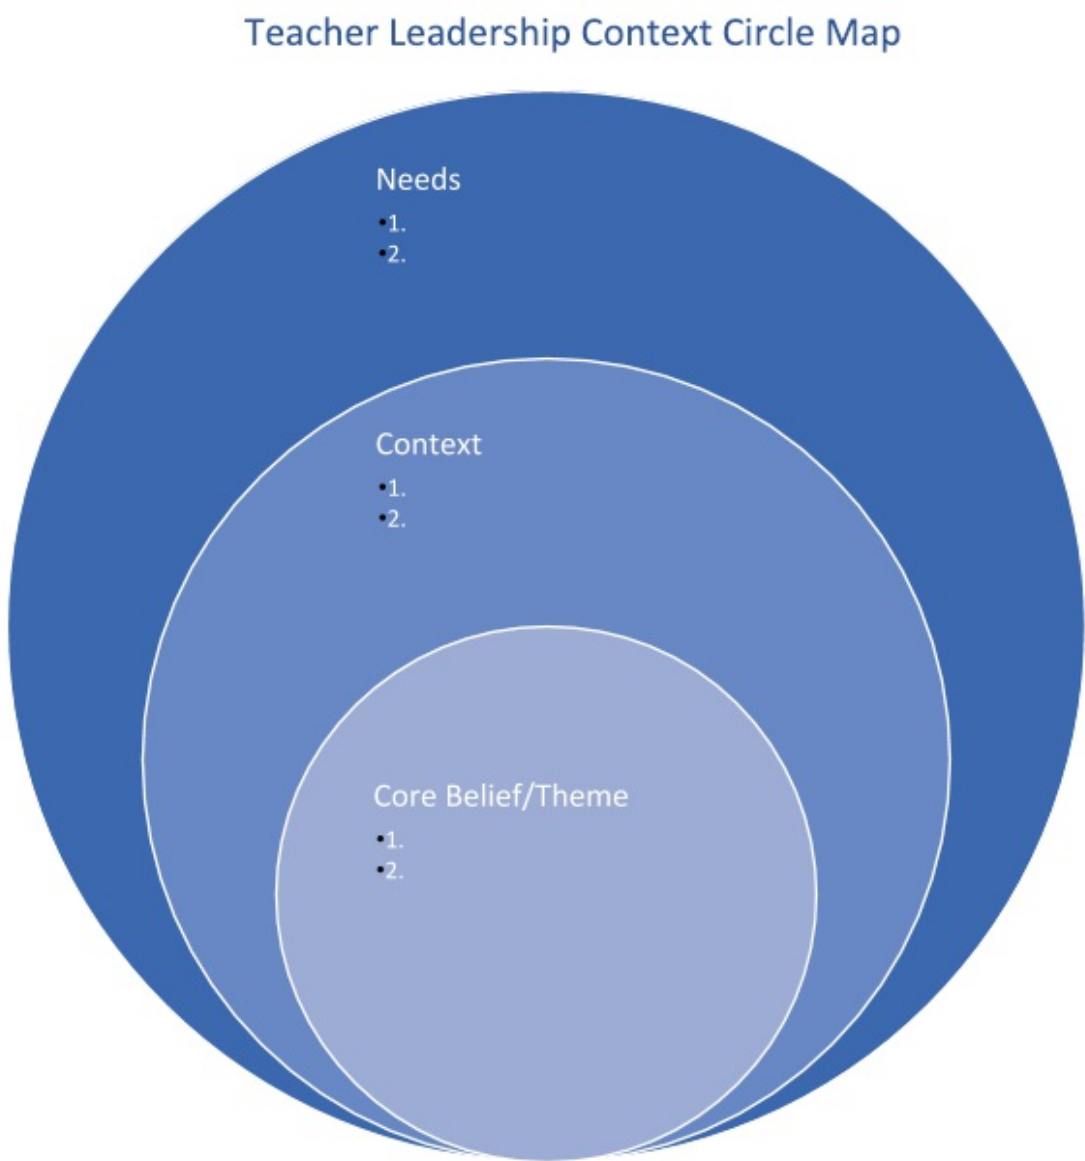 Teacher Leadership Context Circle Map
Needs
•1.
•2.
Context
•1.
•2.
Core Belief/Theme
•1.
•2.